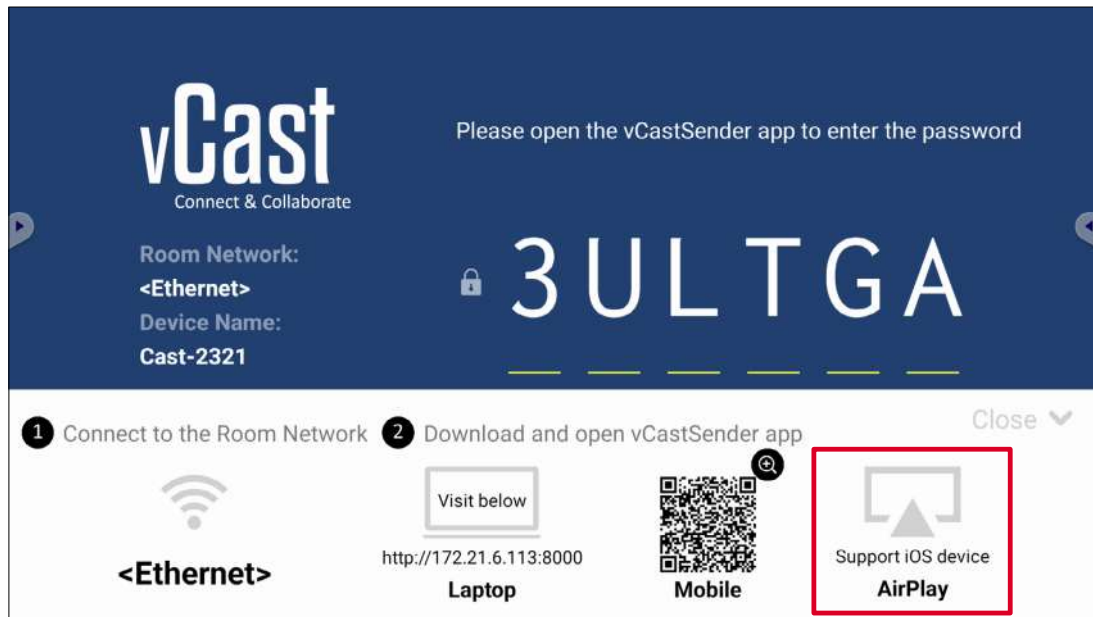 vCast
Connect & Collaborate
Please open the vCastSender app to enter the password
Room Network:
<Ethernet>
Device Name:
Cast-2321
3ULTGA
1 Connect to the Room Network
2 Download and open vCastSender app
Close
<Ethernet>
Visit below
http://172.21.6.113:8000
Laptop
Mobile
Support iOS device
AirPlay